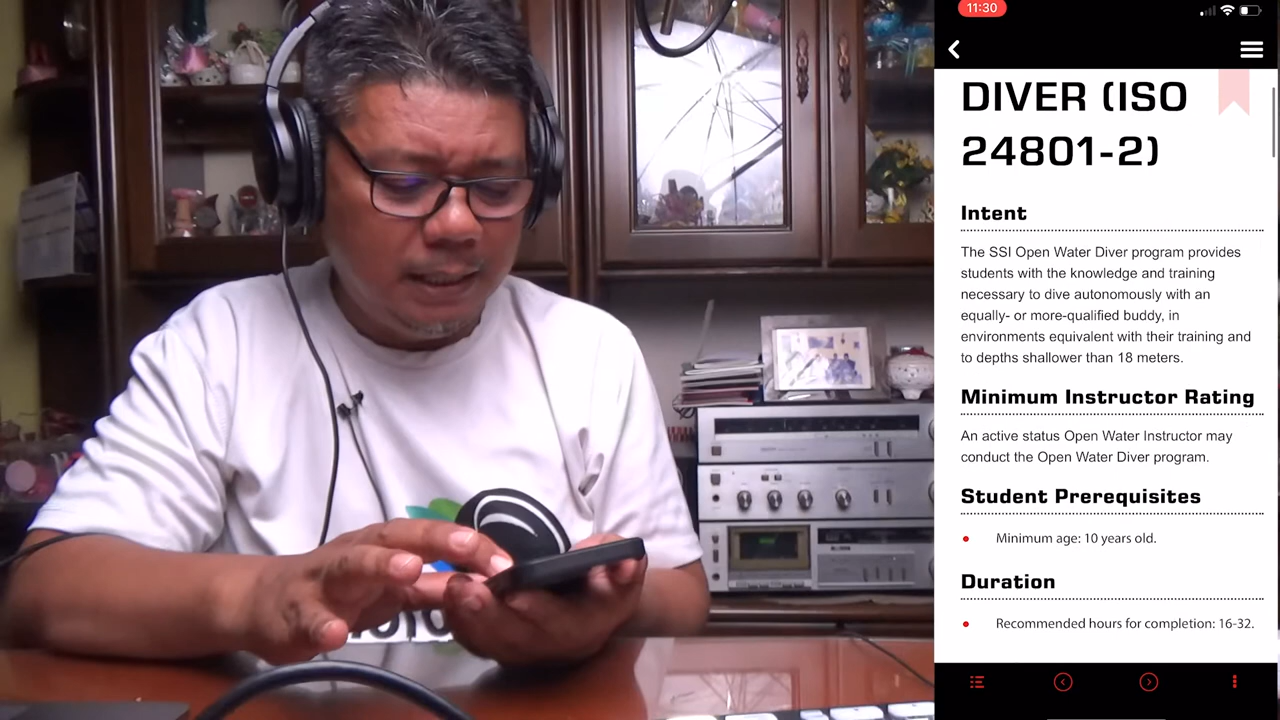 11:30
DIVER (ISO
24801-2)
Intent
The SSI Open Water Diver program provides
students with the knowledge and training
necessary to dive autonomously with an
equally- or more-qualified buddy, in
environments equivalent with their training and
to depths shallower than 18 meters.
Minimum Instructor Rating
An active status Open Water Instructor may
conduct the Open Water Diver program.
Student Prerequisites
Minimum age: 10 years old.
Duration
Recommended hours for completion: 16-32.